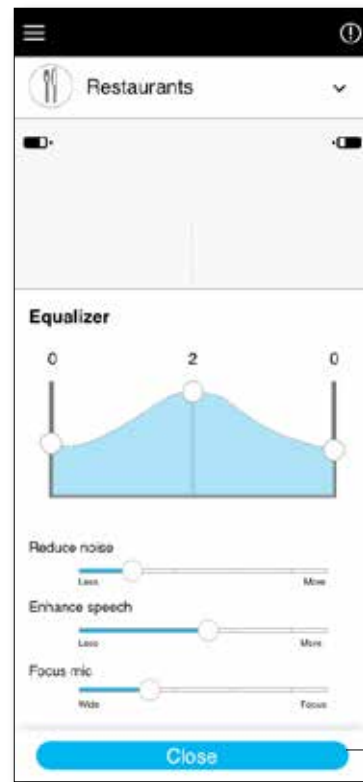 Restaurants
Equalizer
0 2 0
Reduce noise
Less More
Enhance speech
Less More
Focus mic
Wide Focus
Close